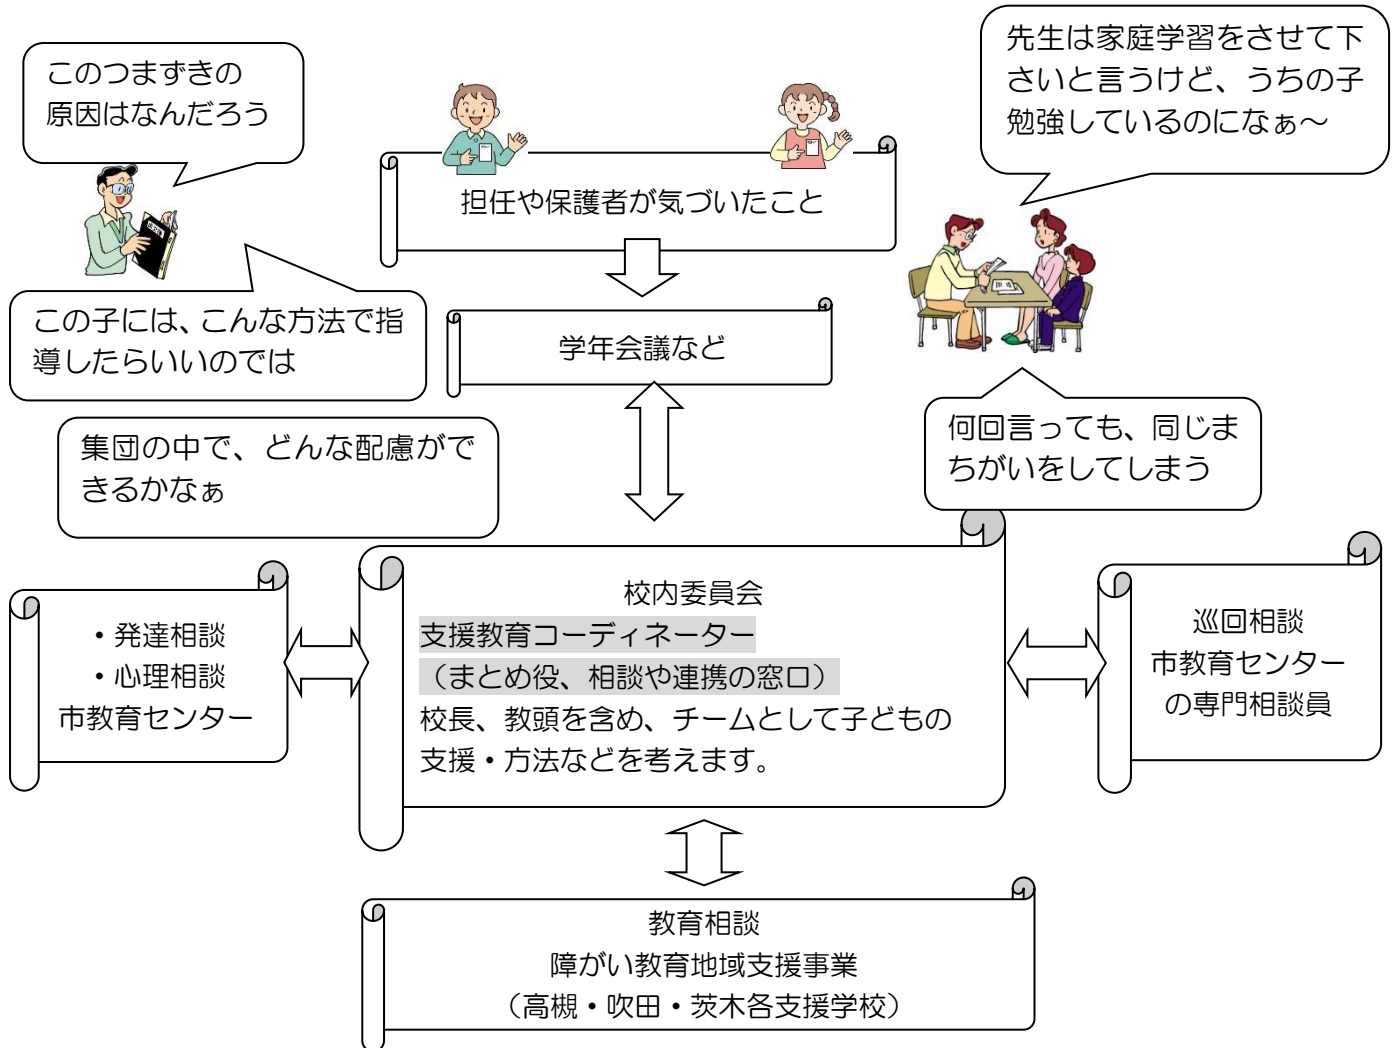 このつまずきの
原因はなんだろう
先生は家庭学習をさせて下
さいと言うけど、うちの子
勉強しているのになぁ~
担任や保護者が気づいたこと
この子には、こんな方法で指
導したらいいのでは
学年会議など
集団の中で、どんな配慮がで
きるかなぁ
何回言っても、同じま
ちがいをしてしまう
・発達相談
・心理相談
市教育センター
校内委員会
支援教育コーディネーター
（まとめ役、相談や連携の窓口）
校長、教頭を含め、チームとして子どもの
支援・方法などを考えます。
巡回相談
市教育センター
の専門相談員
教育相談
障がい教育地域支援事業
（高槻・吹田・茨木各支援学校）